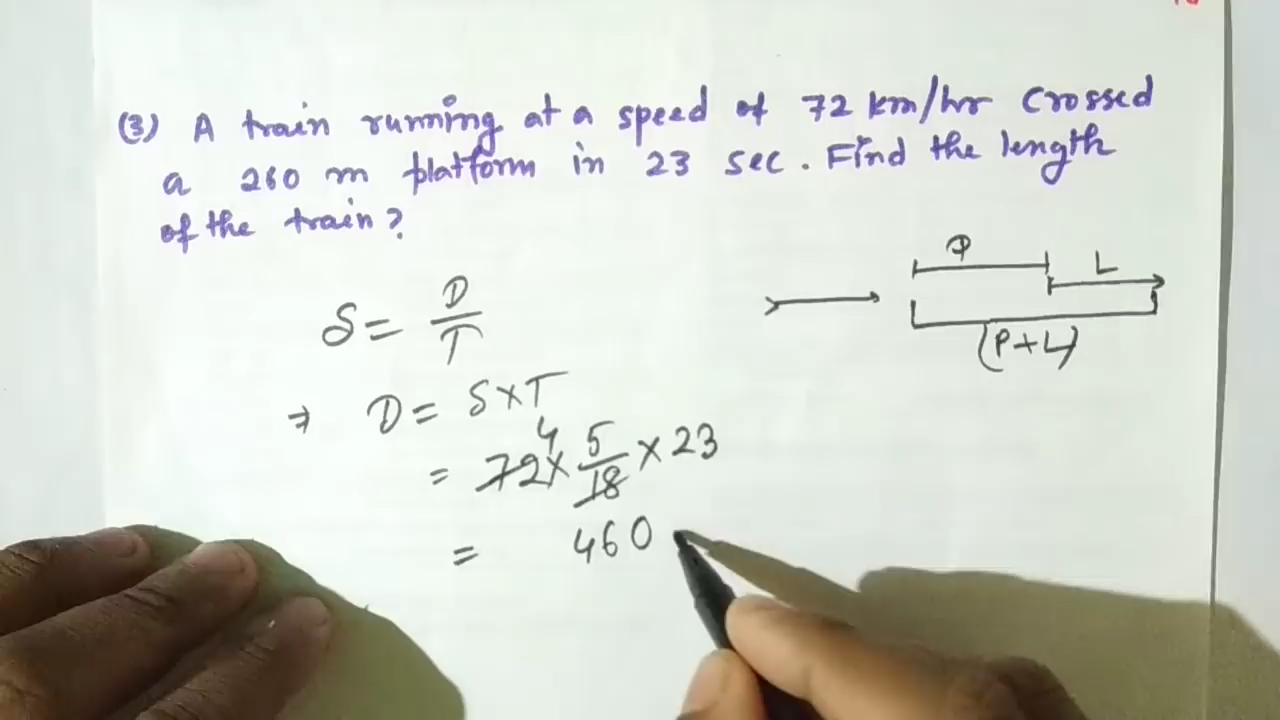 (3) A train running at a speed of 72 km/hr crossed
a 260 m platform in 23 sec. Find the length
of the train?
S = D/T
⇒ D = S×T
= 72 4 × 5/18 × 23
= 460
P
L
(P+L)